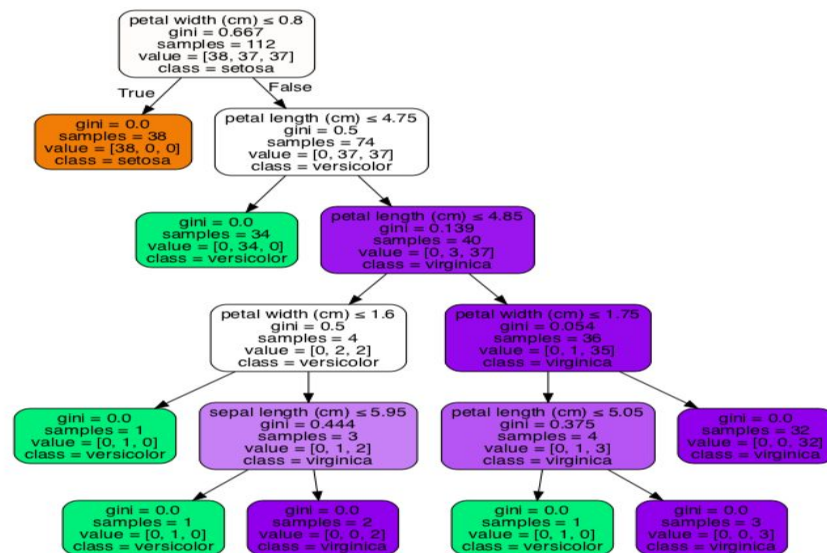 petal width (cm) ≤ 0.8
gini = 0.667
samples = 112
value = [38, 37, 37]
class = setosa
True
False
gini = 0.0
samples = 38
value = [38, 0, 0]
class = setosa
petal length (cm) ≤ 4.75
gini = 0.5
samples = 74
value = [0, 37, 37]
class = versicolor
gini = 0.0
samples = 34
value = [0, 34, 0]
class = versicolor
petal length (cm) ≤ 4.85
gini = 0.139
samples = 40
value = [0, 3, 37]
class = virginica
petal width (cm) ≤ 1.6
gini = 0.5
samples = 4
value = [0, 2, 2]
class = versicolor
petal width (cm) ≤ 1.75
gini = 0.054
samples = 36
value = [0, 1, 35]
class = virginica
gini = 0.0
samples = 1
value = [0, 1, 0]
class = versicolor
sepal length (cm) ≤ 5.95
gini = 0.444
samples = 3
value = [0, 1, 2]
class = virginica
petal length (cm) ≤ 5.05
gini = 0.375
samples = 4
value = [0, 1, 3]
class = virginica
gini = 0.0
samples = 32
value = [0, 0, 32]
class = virginica
gini = 0.0
samples = 1
value = [0, 1, 0]
class = versicolor
gini = 0.0
samples = 2
value = [0, 0, 2]
class = virginica
gini = 0.0
samples = 1
value = [0, 1, 0]
class = versicolor
gini = 0.0
samples = 3
value = [0, 0, 3]
class = virginica